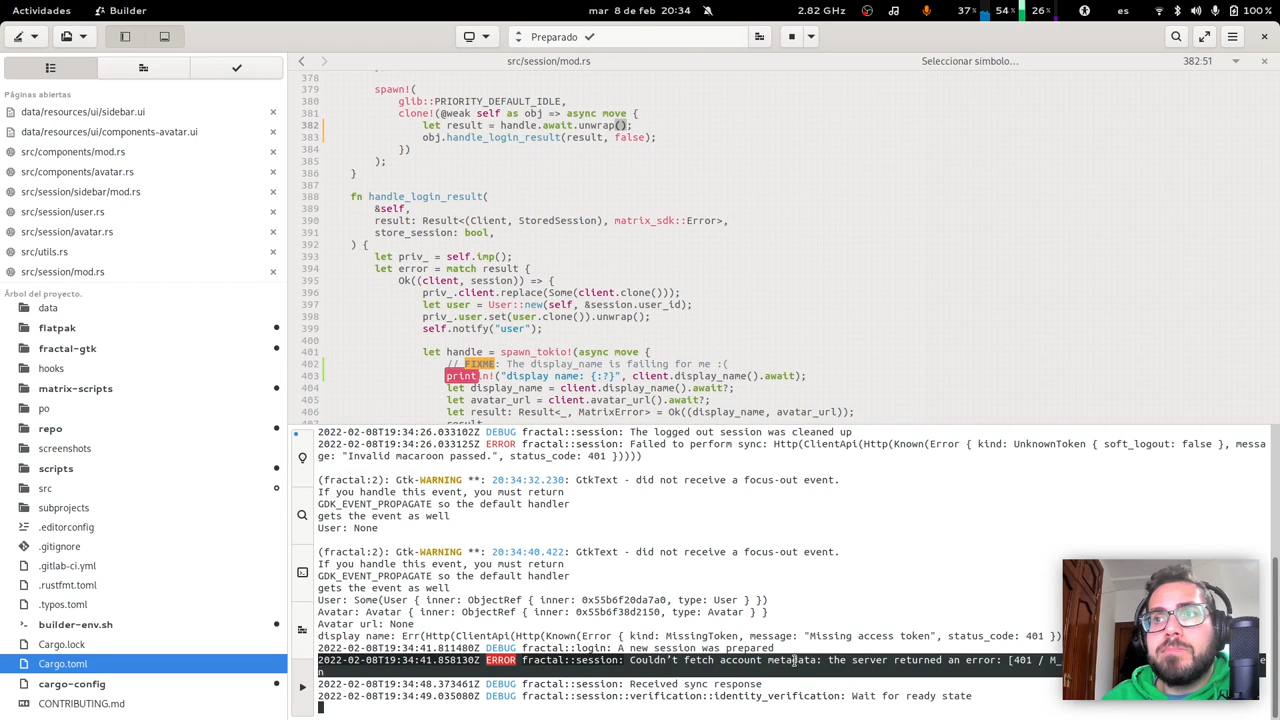 Actividades
Builder
mar 8 de feb 20:34
2.82 GHz
37%
54%
26%
es
100 %
Preparado
Páginas abiertas
data/resources/ui/sidebar.ui
data/resources/ui/components-avatar.ui
src/components/mod.rs
src/components/avatar.rs
src/session/sidebar/mod.rs
src/session/user.rs
src/session/avatar.rs
src/utils.rs
src/session/mod.rs
Árbol del proyecto.
data
flatpak
fractal-gtk
hooks
matrix-scripts
po
repo
screenshots
scripts
src
subprojects
.editorconfig
.gitignore
.gitlab-ci.yml
.rustfmt.toml
.typos.toml
builder-env.sh
Cargo.lock
Cargo.toml
cargo-config
CONTRIBUTING.md
src/session/mod.rs
Seleccionar símbolo…
382:51
378
379 spawn!(
380 glib::PRIORITY_DEFAULT_IDLE,
381 clone!(@weak self as obj => async move {
382 let result = handle.await.unwrap();
383 obj.handle_login_result(result, false);
384 })
385 );
386 }
387
388 fn handle_login_result(
389 &self,
390 result: Result<(Client, StoredSession), matrix_sdk::Error>,
391 store_session: bool,
392 ) {
393 let priv_ = self.imp();
394 let error = match result {
395 Ok((client, session)) => {
396 priv_.client.replace(Some(client.clone()));
397 let user = User::new(self, &session.user_id);
398 priv_.user.set(user.clone()).unwrap();
399 self.notify("user");
400
401 let handle = spawn_tokio!(async move {
402 // FIXME: The display_name is failing for me :(
403 println!("display name: {:?}", client.display_name().await);
404 let display_name = client.display_name().await?;
405 let avatar_url = client.avatar_url().await?;
406 let result: Result<_, MatrixError> = Ok((display_name, avatar_url));
407 result
2022-02-08T19:34:26.033102Z DEBUG fractal::session: The logged out session was cleaned up
2022-02-08T19:34:26.033125Z ERROR fractal::session: Failed to perform sync: Http(ClientApi(Http(Known(Error { kind: UnknownToken { soft_logout: false }, messa
ge: "Invalid macaroon passed.", status_code: 401 }))))
(fractal:2): Gtk-WARNING **: 20:34:32.230: GtkText - did not receive a focus-out event.
If you handle this event, you must return
GDK_EVENT_PROPAGATE so the default handler
gets the event as well
User: None
(fractal:2): Gtk-WARNING **: 20:34:40.422: GtkText - did not receive a focus-out event.
If you handle this event, you must return
GDK_EVENT_PROPAGATE so the default handler
gets the event as well
User: Some(User { inner: ObjectRef { inner: 0x55b6f20da7a0, type: User } })
Avatar: Avatar { inner: ObjectRef { inner: 0x55b6f38d2150, type: Avatar } }
Avatar url: None
display name: Err(Http(ClientApi(Http(Known(Error { kind: MissingToken, message: "Missing access token", status_code: 401 })
2022-02-08T19:34:41.811480Z DEBUG fractal::login: A new session was prepared
2022-02-08T19:34:41.858130Z ERROR fractal::session: Couldn't fetch account metadata: the server returned an error: [401 / M_
n
2022-02-08T19:34:48.373461Z DEBUG fractal::session: Received sync response
2022-02-08T19:34:49.035080Z DEBUG fractal::session::verification::identity_verification: Wait for ready state